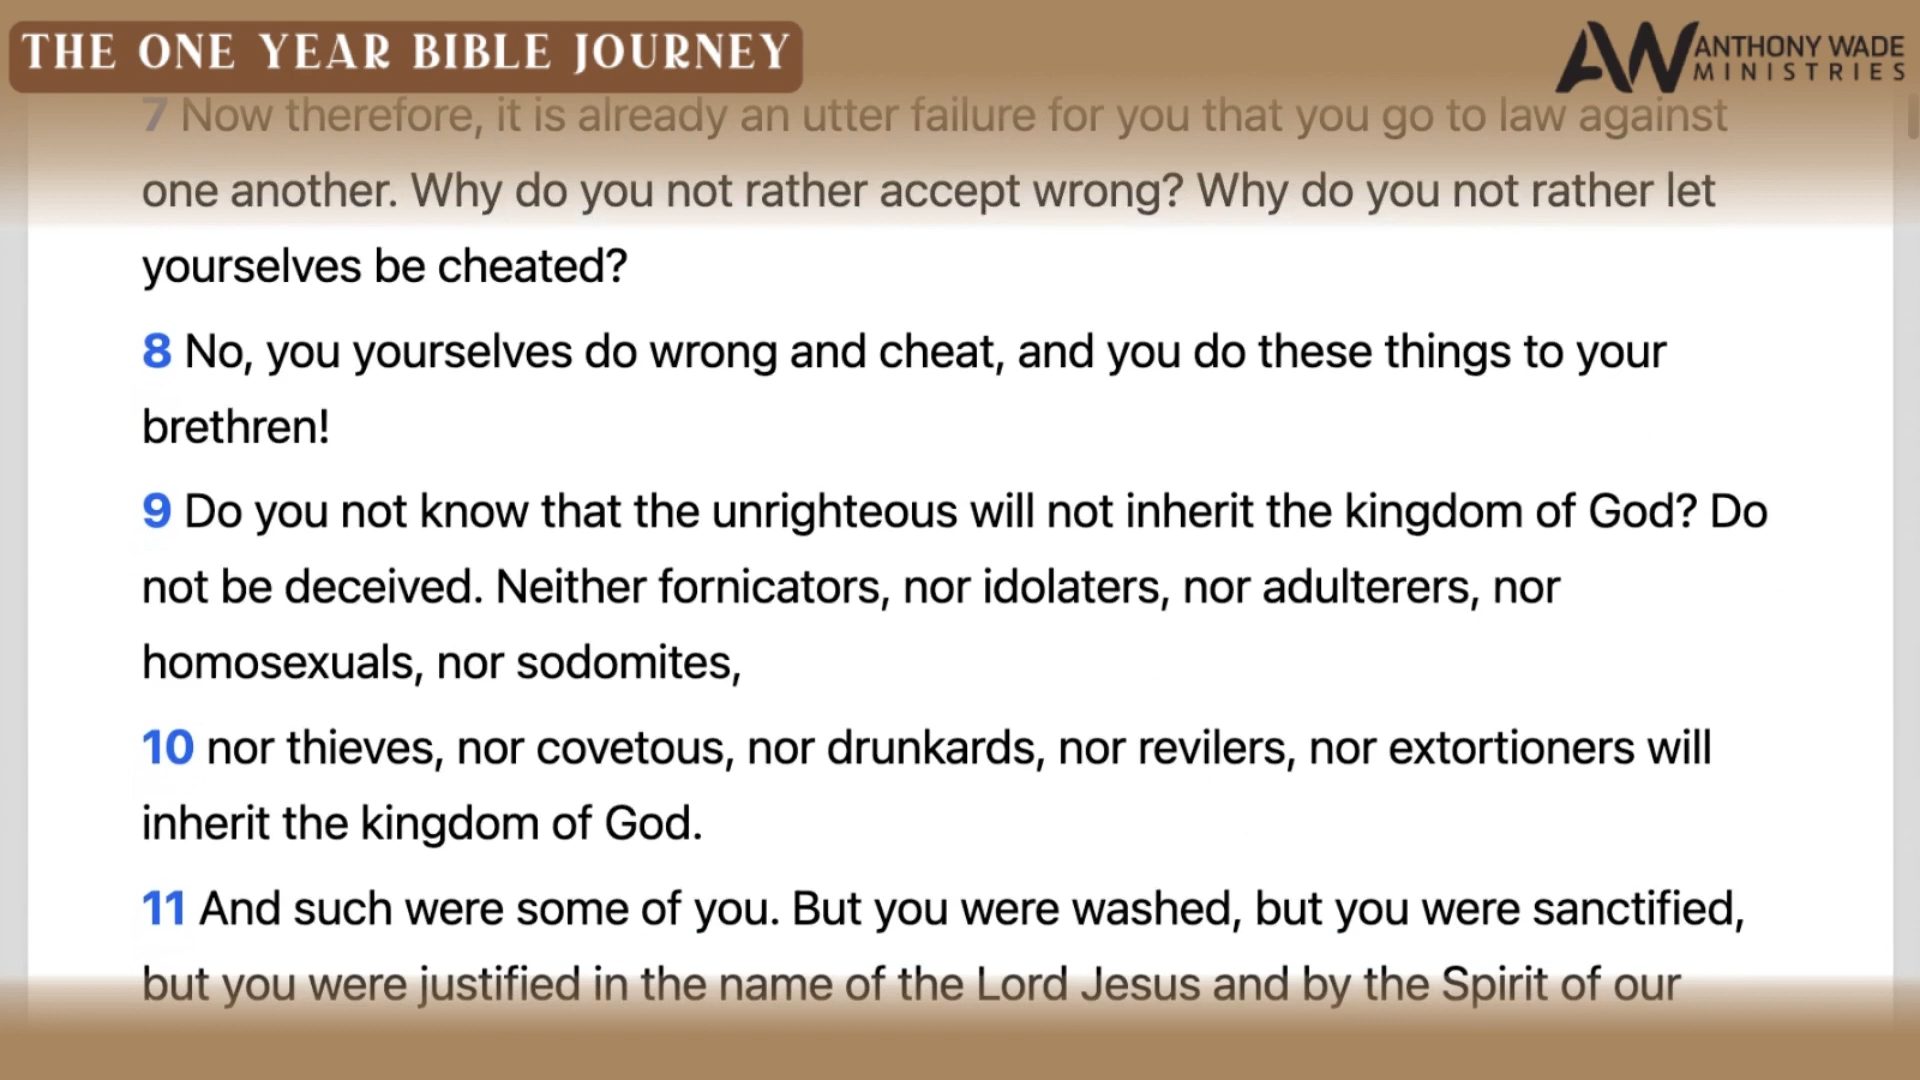 THE ONE YEAR BIBLE JOURNEY
AW ANTHONY WADE
MINISTRIES
7 Now therefore, it is already an utter failure for you that you go to law against
one another. Why do you not rather accept wrong? Why do you not rather let
yourselves be cheated?
8 No, you yourselves do wrong and cheat, and you do these things to your
brethren!
9 Do you not know that the unrighteous will not inherit the kingdom of God? Do
not be deceived. Neither fornicators, nor idolaters, nor adulterers, nor
homosexuals, nor sodomites,
10 nor thieves, nor covetous, nor drunkards, nor revilers, nor extortioners will
inherit the kingdom of God.
11 And such were some of you. But you were washed, but you were sanctified,
but you were justified in the name of the Lord Jesus and by the Spirit of our